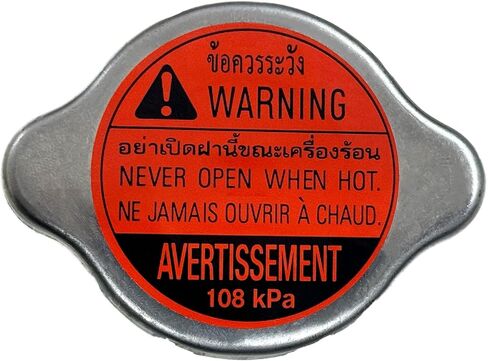 ข้อควรระวัง
WARNING
อย่าเปิดฝานี้ขณะเครื่องร้อน
NEVER OPEN WHEN HOT.
NE JAMAIS OUVRIR À CHAUD.
AVERTISSEMENT
108 kPa